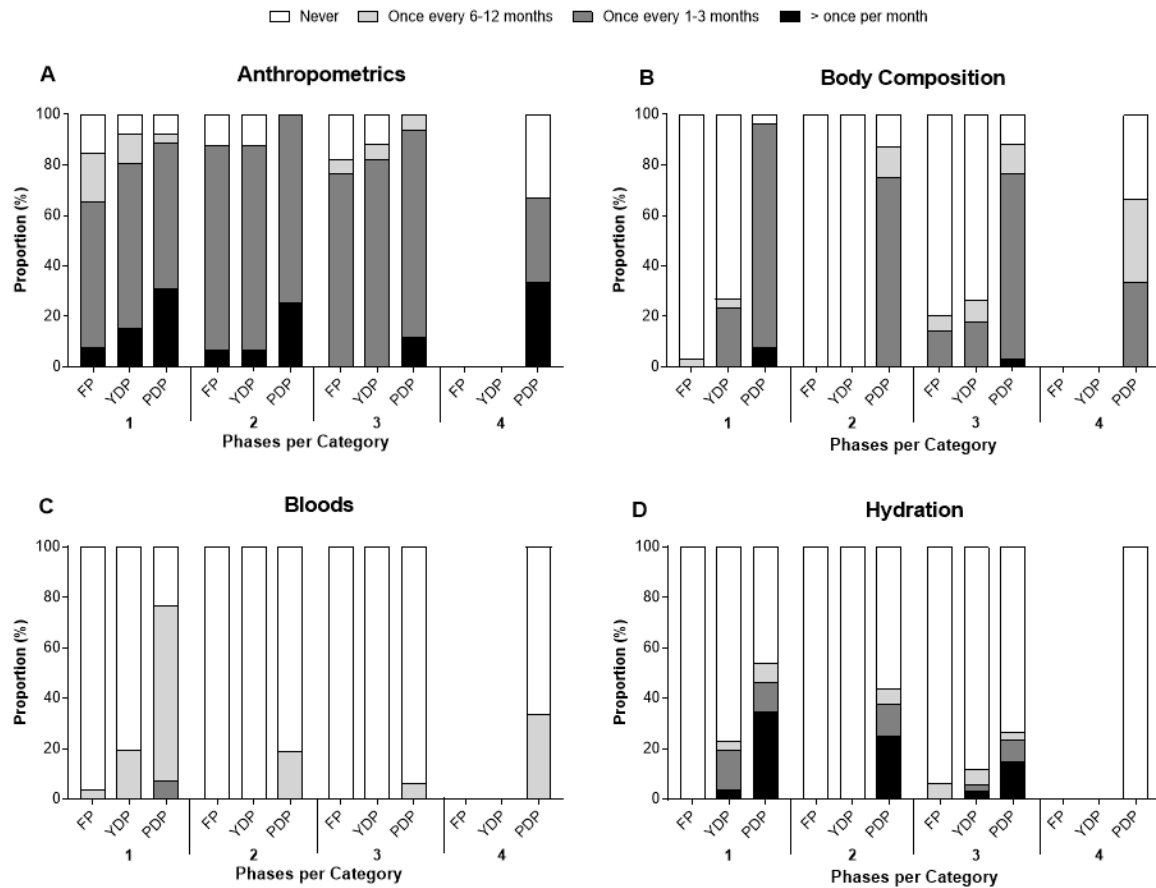 Never Once every 6-12 months Once every 1-3 months > once per month
A Anthropometrics
Proportion (%)
100
80
60
40
20
0
FP YDP PDP FP YDP PDP FP YDP PDP FP YDP PDP
1 2 3 4
Phases per Category
B Body Composition
Proportion (%)
100
80
60
40
20
0
FP YDP PDP FP YDP PDP FP YDP PDP FP YDP PDP
1 2 3 4
Phases per Category
C Bloods
Proportion (%)
100
80
60
40
20
0
FP YDP PDP FP YDP PDP FP YDP PDP FP YDP PDP
1 2 3 4
Phases per Category
D Hydration
Proportion (%)
100
80
60
40
20
0
FP YDP PDP FP YDP PDP FP YDP PDP FP YDP PDP
1 2 3 4
Phases per Category